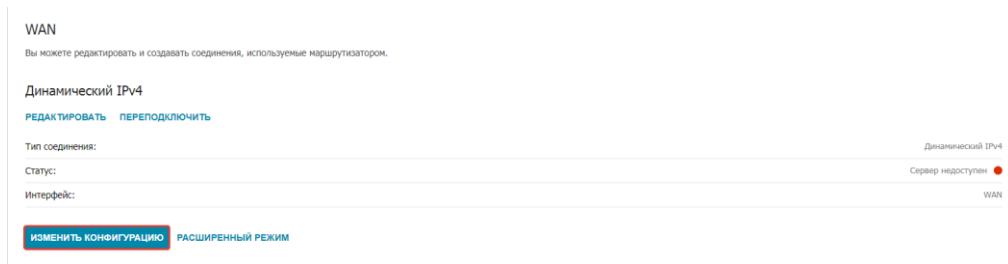 WAN
Вы можете редактировать и создавать соединения, используемые маршрутизатором.
Динамический IPv4
РЕДАКТИРОВАТЬ ПЕРЕПОДКЛЮЧИТЬ
Тип соединения: Динамический IPv4
Статус: Сервер недоступен
Интерфейс: WAN
ИЗМЕНИТЬ КОНФИГУРАЦИЮ РАСШИРЕННЫЙ РЕЖИМ